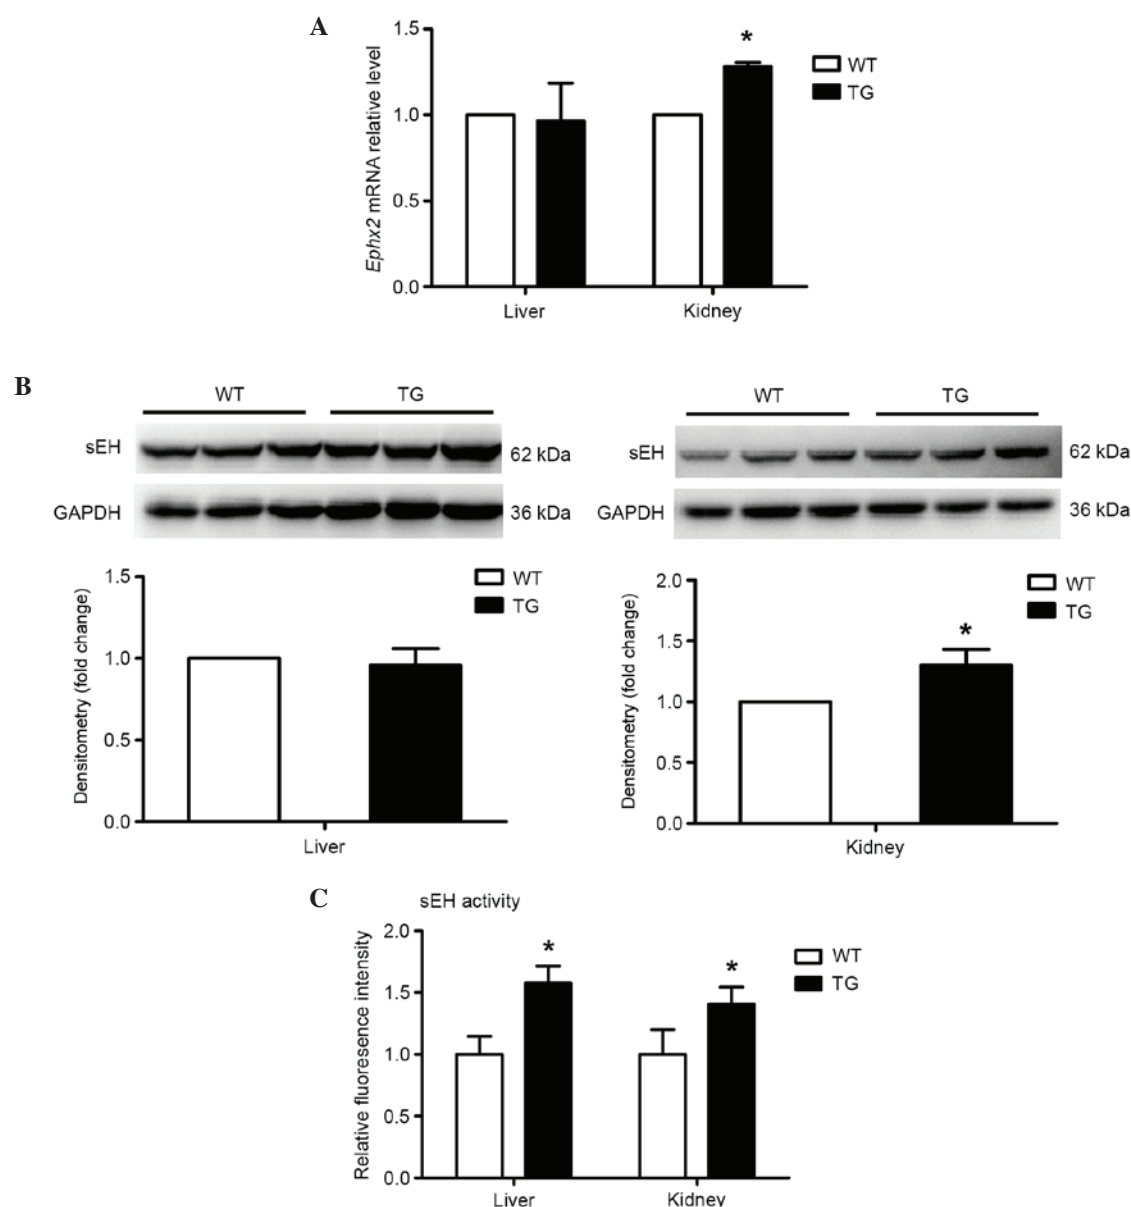 A
1.5
1.0
0.5
0.0
Ephx2 mRNA relative level
*
WT
TG
Liver
Kidney
B
WT
TG
sEH
62 kDa
GAPDH
36 kDa
WT
TG
sEH
62 kDa
GAPDH
36 kDa
1.5
1.0
0.5
0.0
Densitometry (fold change)
WT
TG
Liver
2.0
1.5
1.0
0.5
0.0
Densitometry (fold change)
*
WT
TG
Kidney
C
sEH activity
2.0
1.5
1.0
0.5
0.0
Relative fluoresence intensity
*
*
WT
TG
Liver
Kidney